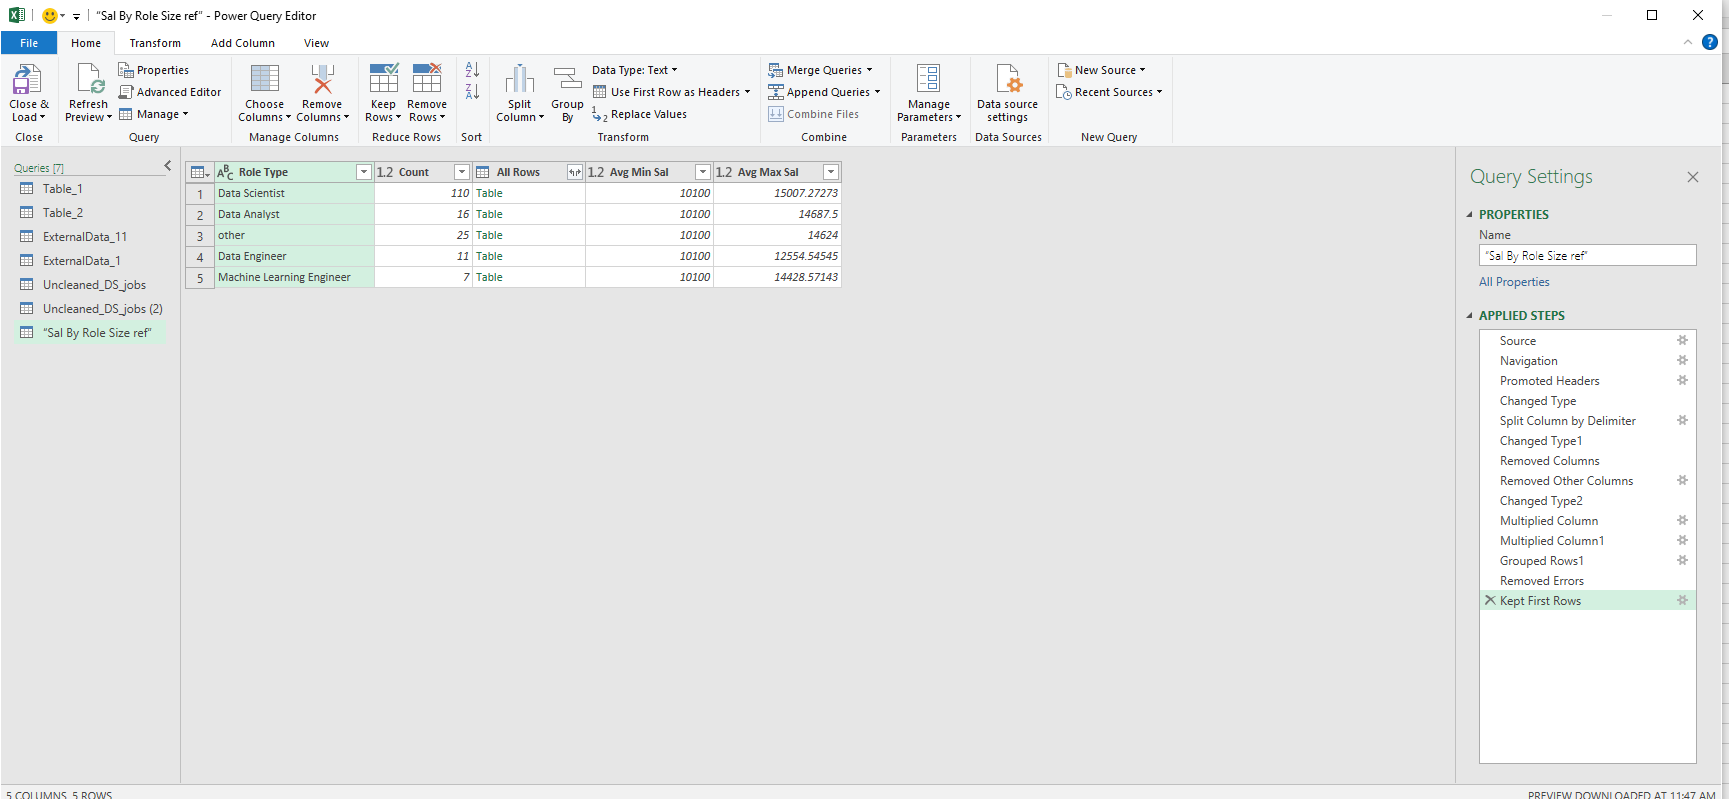 “Sal By Role Size ref” - Power Query Editor
File Home Transform Add Column View
Close & Load
Close
Refresh Preview
Properties
Advanced Editor
Manage
Query
Choose Columns
Remove Columns
Manage Columns
Keep Rows
Remove Rows
Reduce Rows
Sort
Split Column
Group By
Data Type: Text
Use First Row as Headers
Replace Values
Transform
Merge Queries
Append Queries
Combine Files
Combine
Manage Parameters
Parameters
Data source settings
Data Sources
New Source
Recent Sources
New Query
Queries [7]
Table_1
Table_2
ExternalData_11
ExternalData_1
Uncleaned_DS_jobs
Uncleaned_DS_jobs (2)
“Sal By Role Size ref”
ABC Role Type 1.2 Count All Rows 1.2 Avg Min Sal 1.2 Avg Max Sal
1 Data Scientist 110 Table 10100 15007.27273
2 Data Analyst 16 Table 10100 14687.5
3 other 25 Table 10100 14624
4 Data Engineer 11 Table 10100 12554.54545
5 Machine Learning Engineer 7 Table 10100 14428.57143
Query Settings
PROPERTIES
Name
“Sal By Role Size ref”
All Properties
APPLIED STEPS
Source
Navigation
Promoted Headers
Changed Type
Split Column by Delimiter
Changed Type1
Removed Columns
Removed Other Columns
Changed Type2
Multiplied Column
Multiplied Column1
Grouped Rows1
Removed Errors
Kept First Rows
5 COLUMNS, 5 ROWS
PREVIEW DOWNLOADED AT 11:47 AM